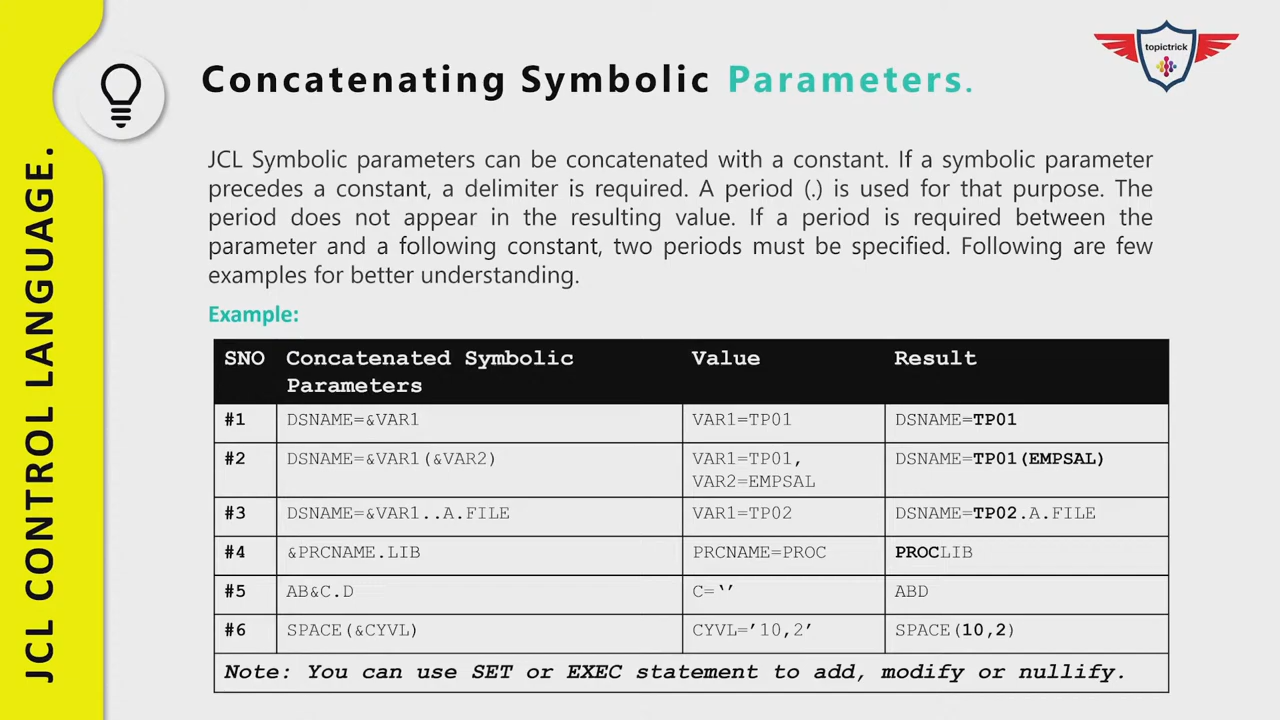 topictrick
Concatenating Symbolic Parameters.
JCL CONTROL LANGUAGE.
JCL Symbolic parameters can be concatenated with a constant. If a symbolic parameter
precedes a constant, a delimiter is required. A period (.) is used for that purpose. The
period does not appear in the resulting value. If a period is required between the
parameter and a following constant, two periods must be specified. Following are few
examples for better understanding.
Example:
SNO Concatenated Symbolic Parameters Value Result
#1 DSNAME=&VAR1 VAR1=TP01 DSNAME=TP01
#2 DSNAME=&VAR1(&VAR2) VAR1=TP01, VAR2=EMPSAL DSNAME=TP01(EMPSAL)
#3 DSNAME=&VAR1..A.FILE VAR1=TP02 DSNAME=TP02.A.FILE
#4 &PRCNAME.LIB PRCNAME=PROC PROCLIB
#5 AB&C.D C=‘’ ABD
#6 SPACE(&CYVL) CYVL=’10,2’ SPACE(10,2)
Note: You can use SET or EXEC statement to add, modify or nullify.